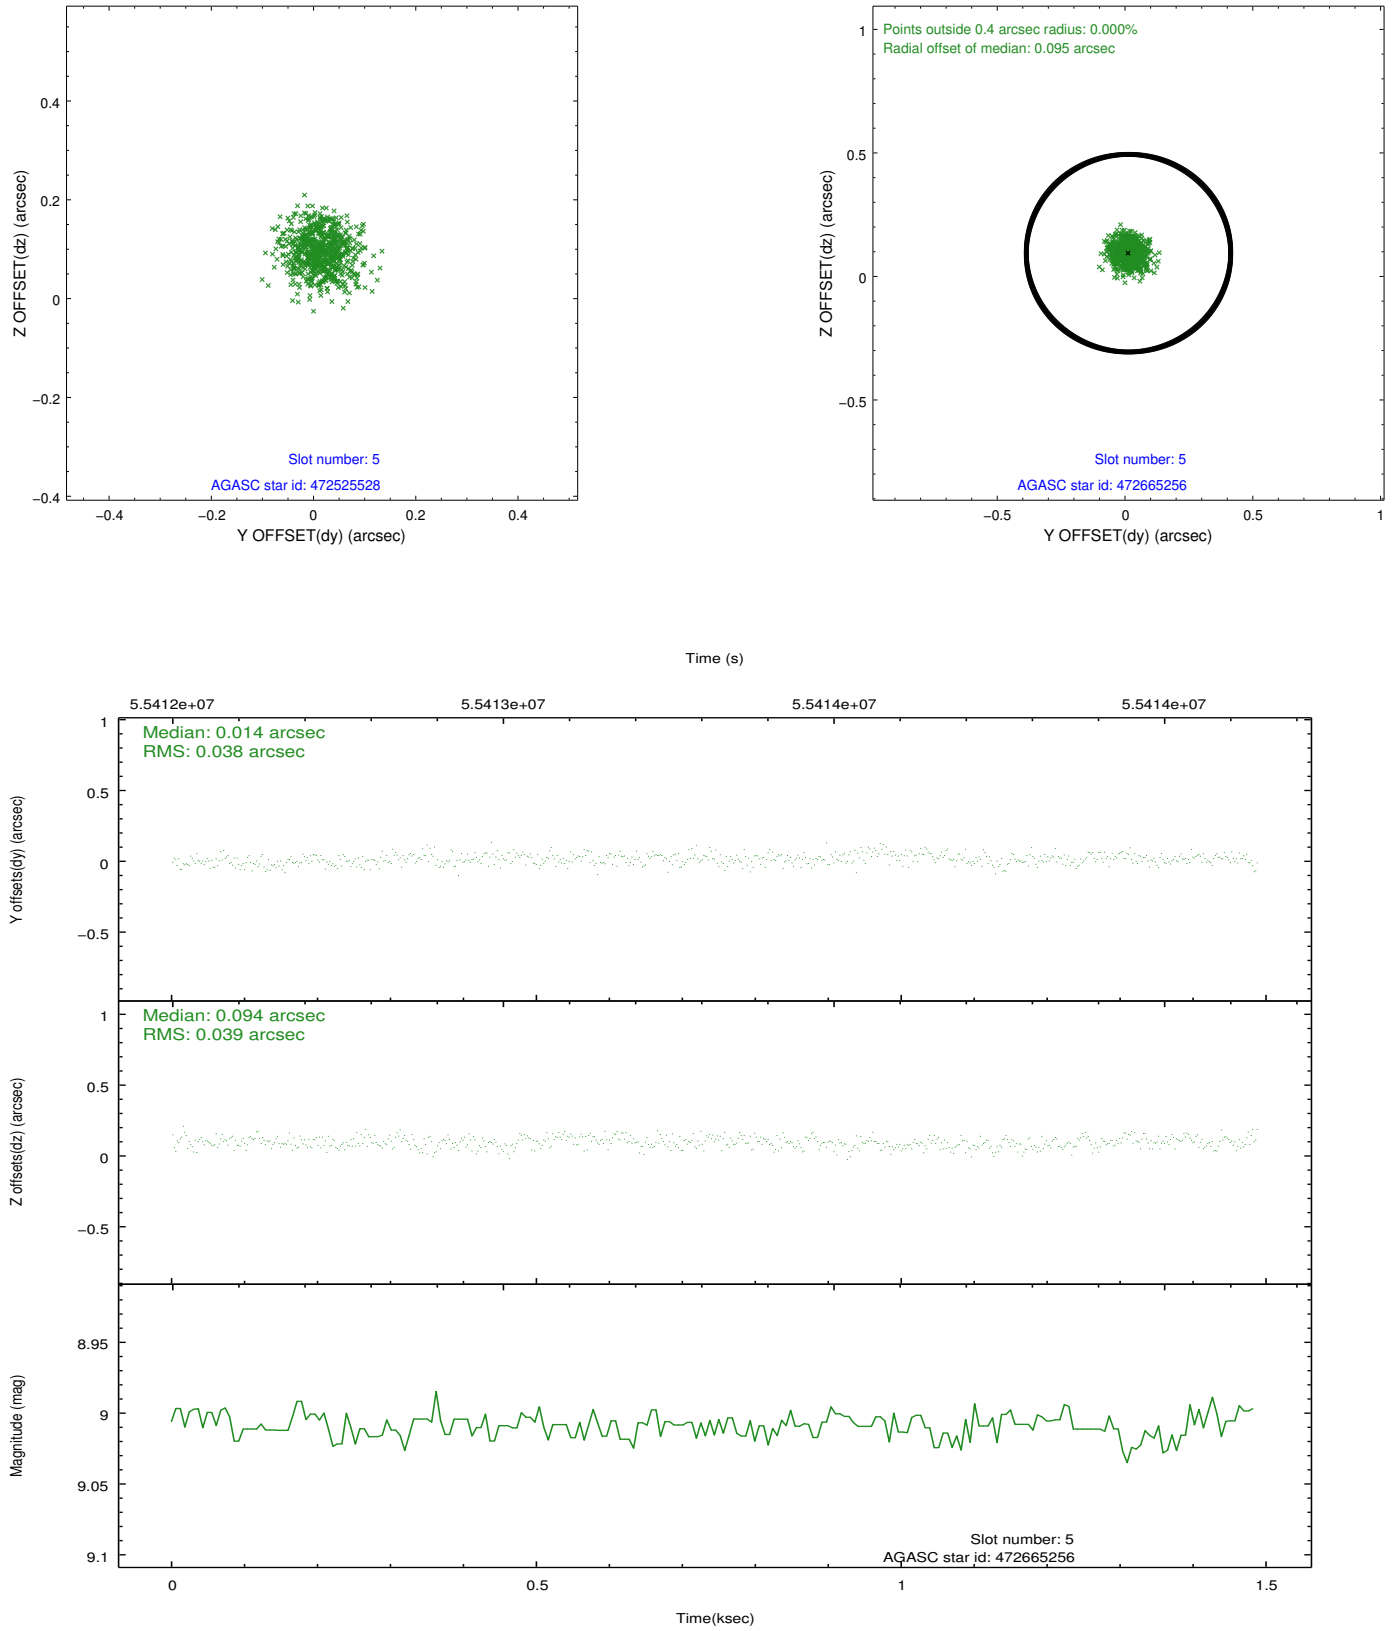 0.4
0.2
0
−0.2
−0.4
Z OFFSET(dz) (arcsec)
Slot number: 5
AGASC star id: 472525528
−0.4 −0.2 0 0.2 0.4
Y OFFSET(dy) (arcsec)
Points outside 0.4 arcsec radius: 0.000%
Radial offset of median: 0.095 arcsec
1
0.5
0
−0.5
Z OFFSET(dz) (arcsec)
Slot number: 5
AGASC star id: 472665256
−0.5 0 0.5 1
Y OFFSET(dy) (arcsec)
Time (s)
5.5412e+07 5.5413e+07 5.5414e+07 5.5414e+07
Median: 0.014 arcsec
RMS: 0.038 arcsec
1
0.5
0
−0.5
Y offsets(dy) (arcsec)
Median: 0.094 arcsec
RMS: 0.039 arcsec
1
0.5
0
−0.5
Z offsets(dz) (arcsec)
8.95
9
9.05
9.1
Magnitude (mag)
Slot number: 5
AGASC star id: 472665256
0 0.5 1 1.5
Time(ksec)